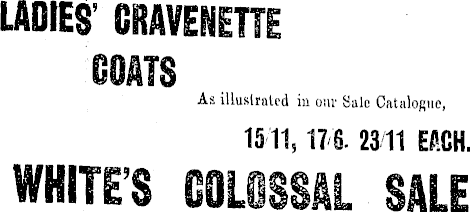 LADIES' CRAVENETTE
COATS
As illustrated in our Sale Catalogue,
15/11, 17/6. 23/11 EACH.
WHITE'S COLOSSAL SALE